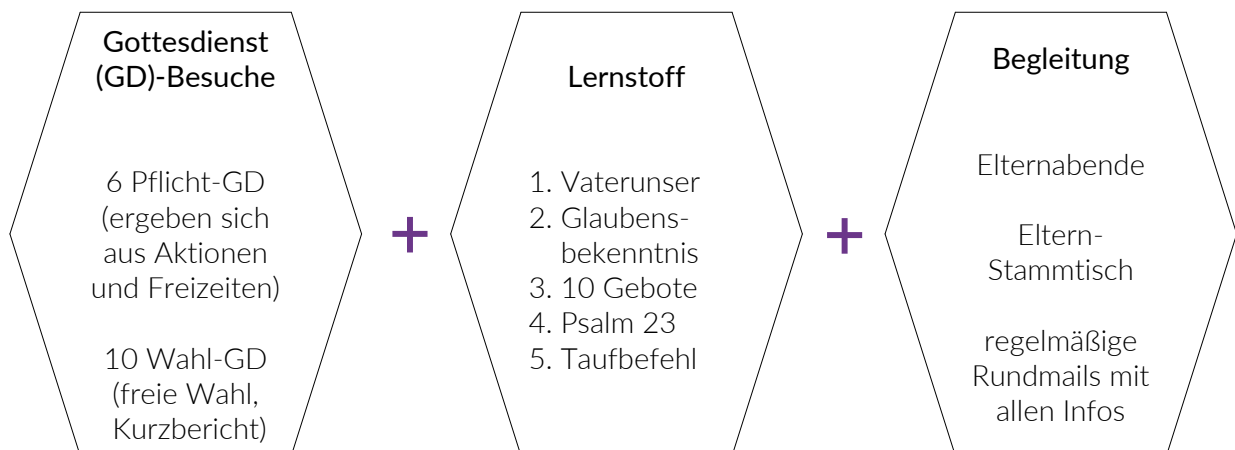 Gottesdienst
(GD)-Besuche
6 Pflicht-GD
(ergeben sich
aus Aktionen
und Freizeiten)
10 Wahl-GD
(freie Wahl,
Kurzbericht)
+
Lernstoff
1. Vaterunser
2. Glaubens-
bekenntnis
3. 10 Gebote
4. Psalm 23
5. Taufbefehl
+
Begleitung
Elternabende
Eltern-
Stammtisch
regelmäßige
Rundmails mit
allen Infos